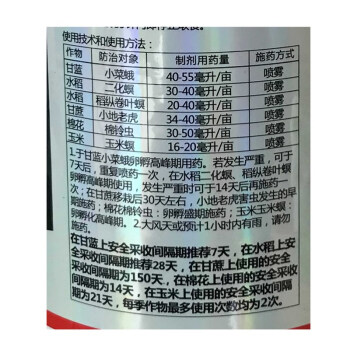 使用技术和使用方法：
作物 防治对象 制剂用药量 施药方式
甘蓝 小菜蛾 40-55毫升/亩 喷雾
水稻 二化螟 30-40毫升/亩 喷雾
水稻 稻纵卷叶螟 20-40毫升/亩 喷雾
甘蔗 小地老虎 34-40毫升/亩 喷雾
棉花 棉铃虫 30-50毫升/亩 喷雾
玉米 玉米螟 16-20毫升/亩 喷雾
1.于甘蓝小菜蛾卵孵高峰期用药。若发生严重，可于
7天后，重复喷药一次，在水稻二化螟、稻纵卷叶螟
卵孵高峰期使用，发生严重时可于14天后再施药一
次；在甘蔗移栽后30天左右，小地老虎害虫发生的早
期施药；棉花棉铃虫：卵孵盛期施药；玉米玉米螟：
卵孵化高峰期。2.大风天或预计1小时内有雨，请勿
施药。
在甘蓝上安全采收间隔期推荐7天，在水稻上安
全采收间隔期推荐28天，在甘蔗上使用的安全采
收间隔期为150天，在棉花上使用的安全采收间
隔期为14天，在玉米上使用的安全采收间隔期
为21天，每季作物最多使用次数均为2次。